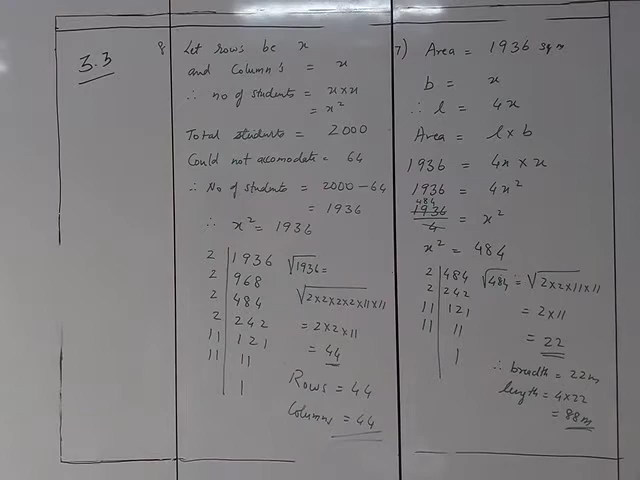 3.3
8 Let rows be x
and Column's = x
∴ no of students = x×x
= x²
Total students = 2000
Could not accomodate = 64
∴ No of students = 2000-64
= 1936
∴ x² = 1936
2 | 1936 √1936 =
2 | 968
2 | 484 √2×2×2×2×11×11
2 | 242 = 2×2×11
11 | 121 = 44
11 | 11
1
Rows = 44
Columns = 44
7) Area = 1936 sq m
b = x
∴ l = 4x
Area = l×b
1936 = 4x×x
1936 = 4x²
484
1936/4 = x²
x² = 484
2 | 484 √484 = √2×2×11×11
2 | 242
11 | 121 = 2×11
11 | 11 = 22
1
∴ breadth = 22m
length = 4×22
= 88m